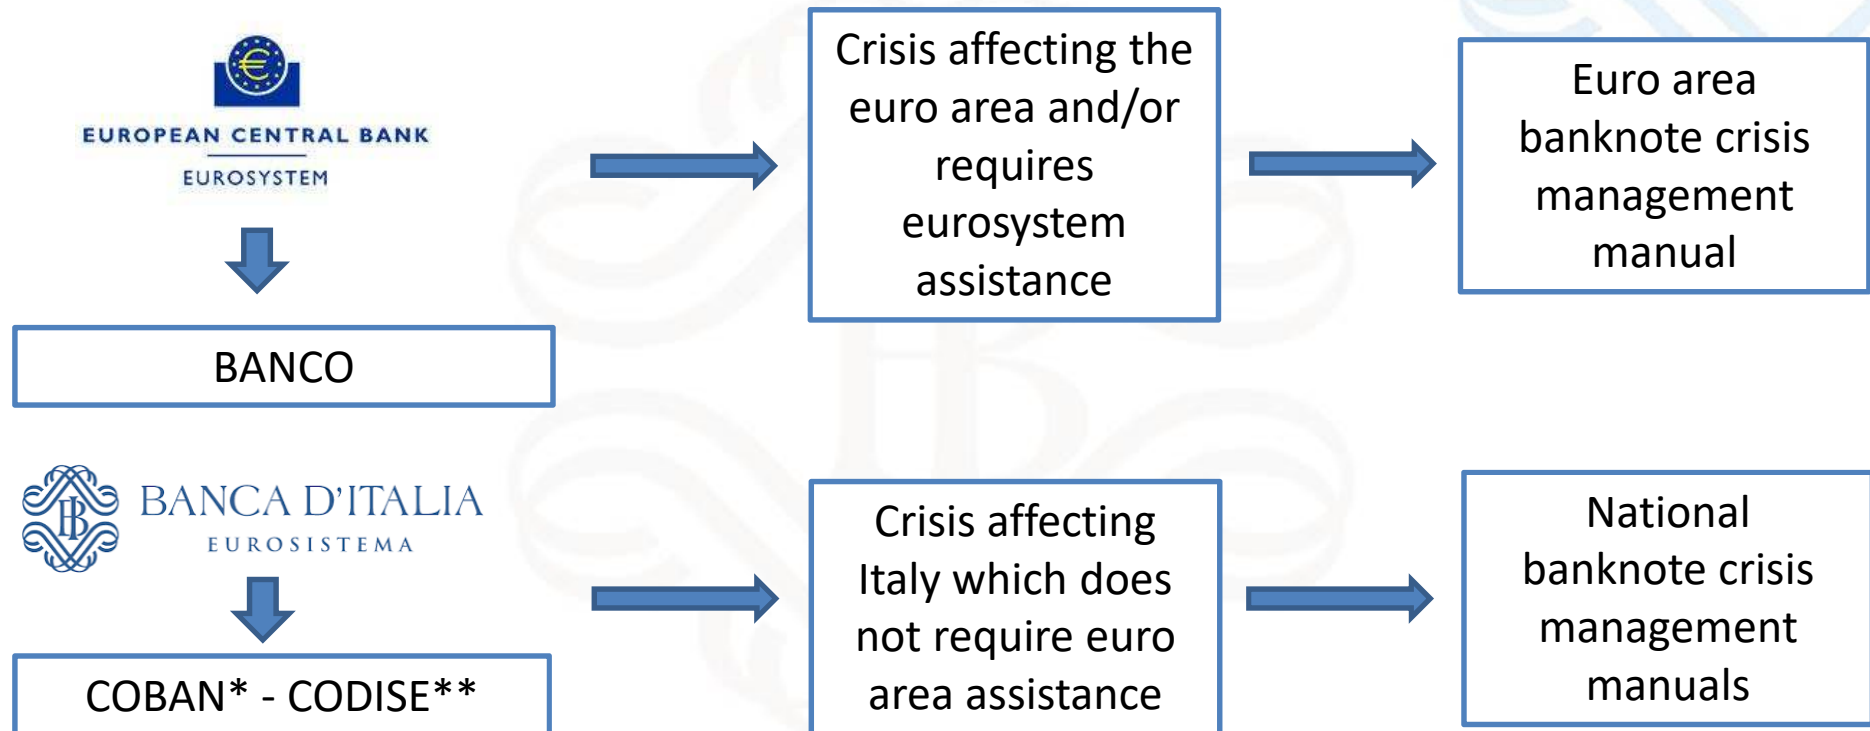 EUROPEAN CENTRAL BANK
EUROSYSTEM
BANCO
Crisis affecting the
euro area and/or
requires
eurosystem
assistance
Euro area
banknote crisis
management
manual
BANCA D'ITALIA
EUROSISTEMA
COBAN* - CODISE**
Crisis affecting
Italy which does
not require euro
area assistance
National
banknote crisis
management
manuals